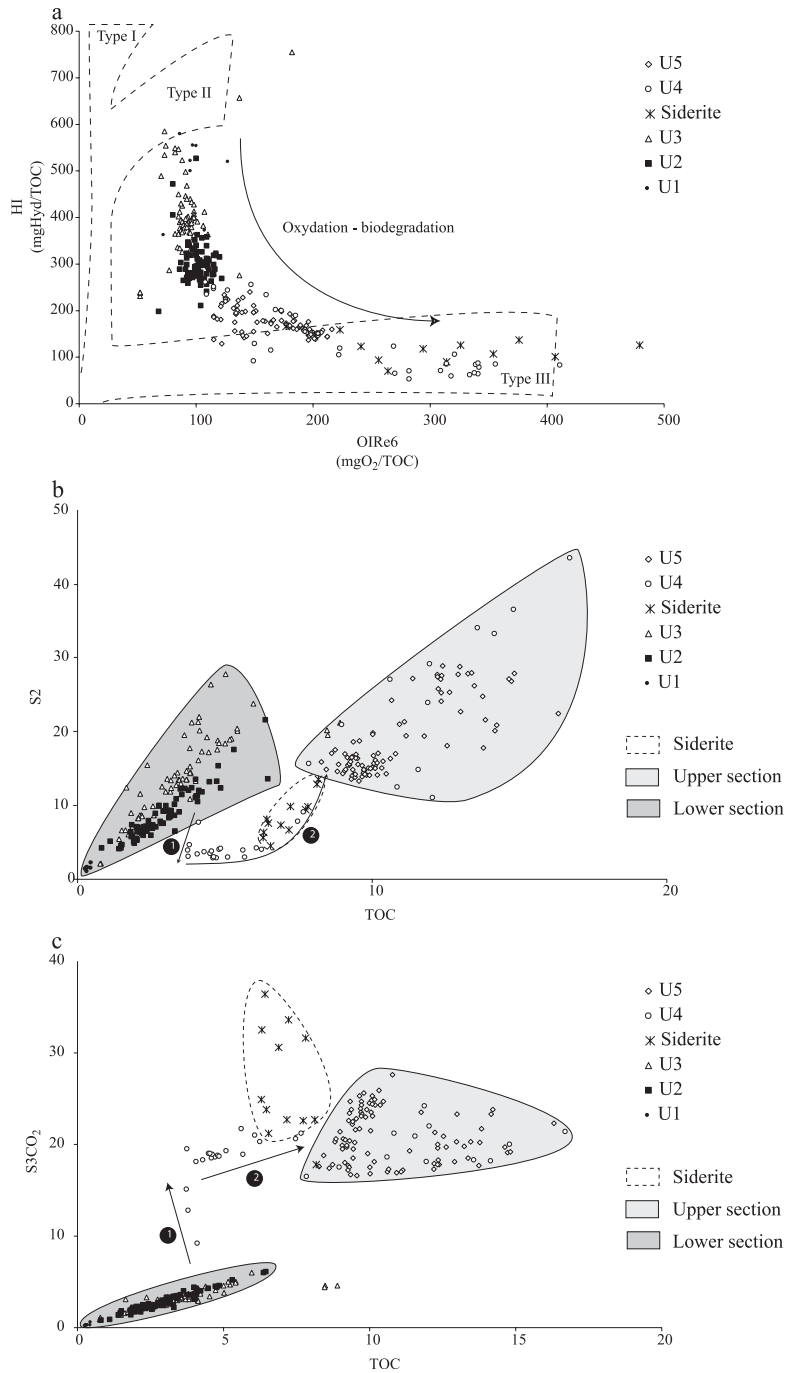 a
800
700
600
500
400
300
200
100
0
HI
(mgHyd/TOC)
Type I
Type II
Type III
Oxydation - biodegradation
U5
U4
Siderite
U3
U2
U1
0
100
200
300
400
500
OIRe6
(mgO₂/TOC)
b
50
40
30
20
10
0
S2
U5
U4
Siderite
U3
U2
U1
Siderite
Upper section
Lower section
1
2
0
10
20
TOC
c
40
30
20
10
0
S3CO₂
U5
U4
Siderite
U3
U2
U1
Siderite
Upper section
Lower section
1
2
0
5
10
15
20
TOC